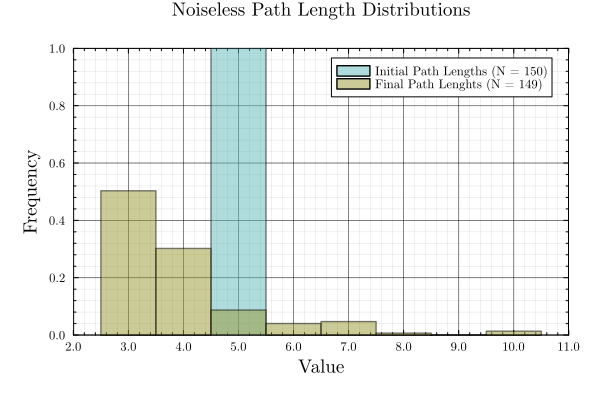 Noiseless Path Length Distributions
Initial Path Lengths (N = 150)
Final Path Lenghts (N = 149)
Frequency
1.0
0.8
0.6
0.4
0.2
0.0
2.0 3.0 4.0 5.0 6.0 7.0 8.0 9.0 10.0 11.0
Value